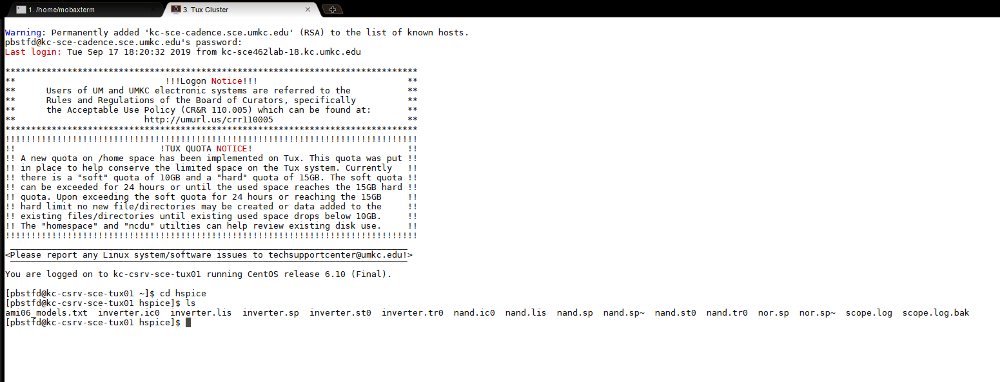 1. /home/mobaxterm
3. Tux Cluster
Warning: Permanently added 'kc-sce-cadence.sce.umkc.edu' (RSA) to the list of known hosts.
pbstfd@kc-sce-cadence.sce.umkc.edu's password:
Last login: Tue Sep 17 18:20:32 2019 from kc-sce462lab-18.kc.umkc.edu
********************************************************************************
** !!!Logon Notice!!! **
** Users of UM and UMKC electronic systems are referred to the **
** Rules and Regulations of the Board of Curators, specifically **
** the Acceptable Use Policy (CR&R 110.005) which can be found at: **
** http://umurl.us/crr110005 **
********************************************************************************
!!!!!!!!!!!!!!!!!!!!!!!!!!!!!!!!!!!!!!!!!!!!!!!!!!!!!!!!!!!!!!!!!!!!!!!!!!!!!!!!
!! !TUX QUOTA NOTICE! !!
!! A new quota on /home space has been implemented on Tux. This quota was put !!
!! in place to help conserve the limited space on the Tux system. Currently !!
!! there is a "soft" quota of 10GB and a "hard" quota of 15GB. The soft quota !!
!! can be exceeded for 24 hours or until the used space reaches the 15GB hard !!
!! quota. Upon exceeding the soft quota for 24 hours or reaching the 15GB !!
!! hard limit no new file/directories may be created or data added to the !!
!! existing files/directories until existing used space drops below 10GB. !!
!! The "homespace" and "ncdu" utilties can help review existing disk use. !!
!!!!!!!!!!!!!!!!!!!!!!!!!!!!!!!!!!!!!!!!!!!!!!!!!!!!!!!!!!!!!!!!!!!!!!!!!!!!!!!!
<Please report any Linux system/software issues to techsupportcenter@umkc.edu!>
You are logged on to kc-csrv-sce-tux01 running CentOS release 6.10 (Final).
[pbstfd@kc-csrv-sce-tux01 ~]$ cd hspice
[pbstfd@kc-csrv-sce-tux01 hspice]$ ls
ami06_models.txt inverter.ic0 inverter.lis inverter.sp inverter.st0 inverter.tr0 nand.ic0 nand.lis nand.sp nand.sp~ nand.st0 nand.tr0 nor.sp nor.sp~ scope.log scope.log.bak
[pbstfd@kc-csrv-sce-tux01 hspice]$